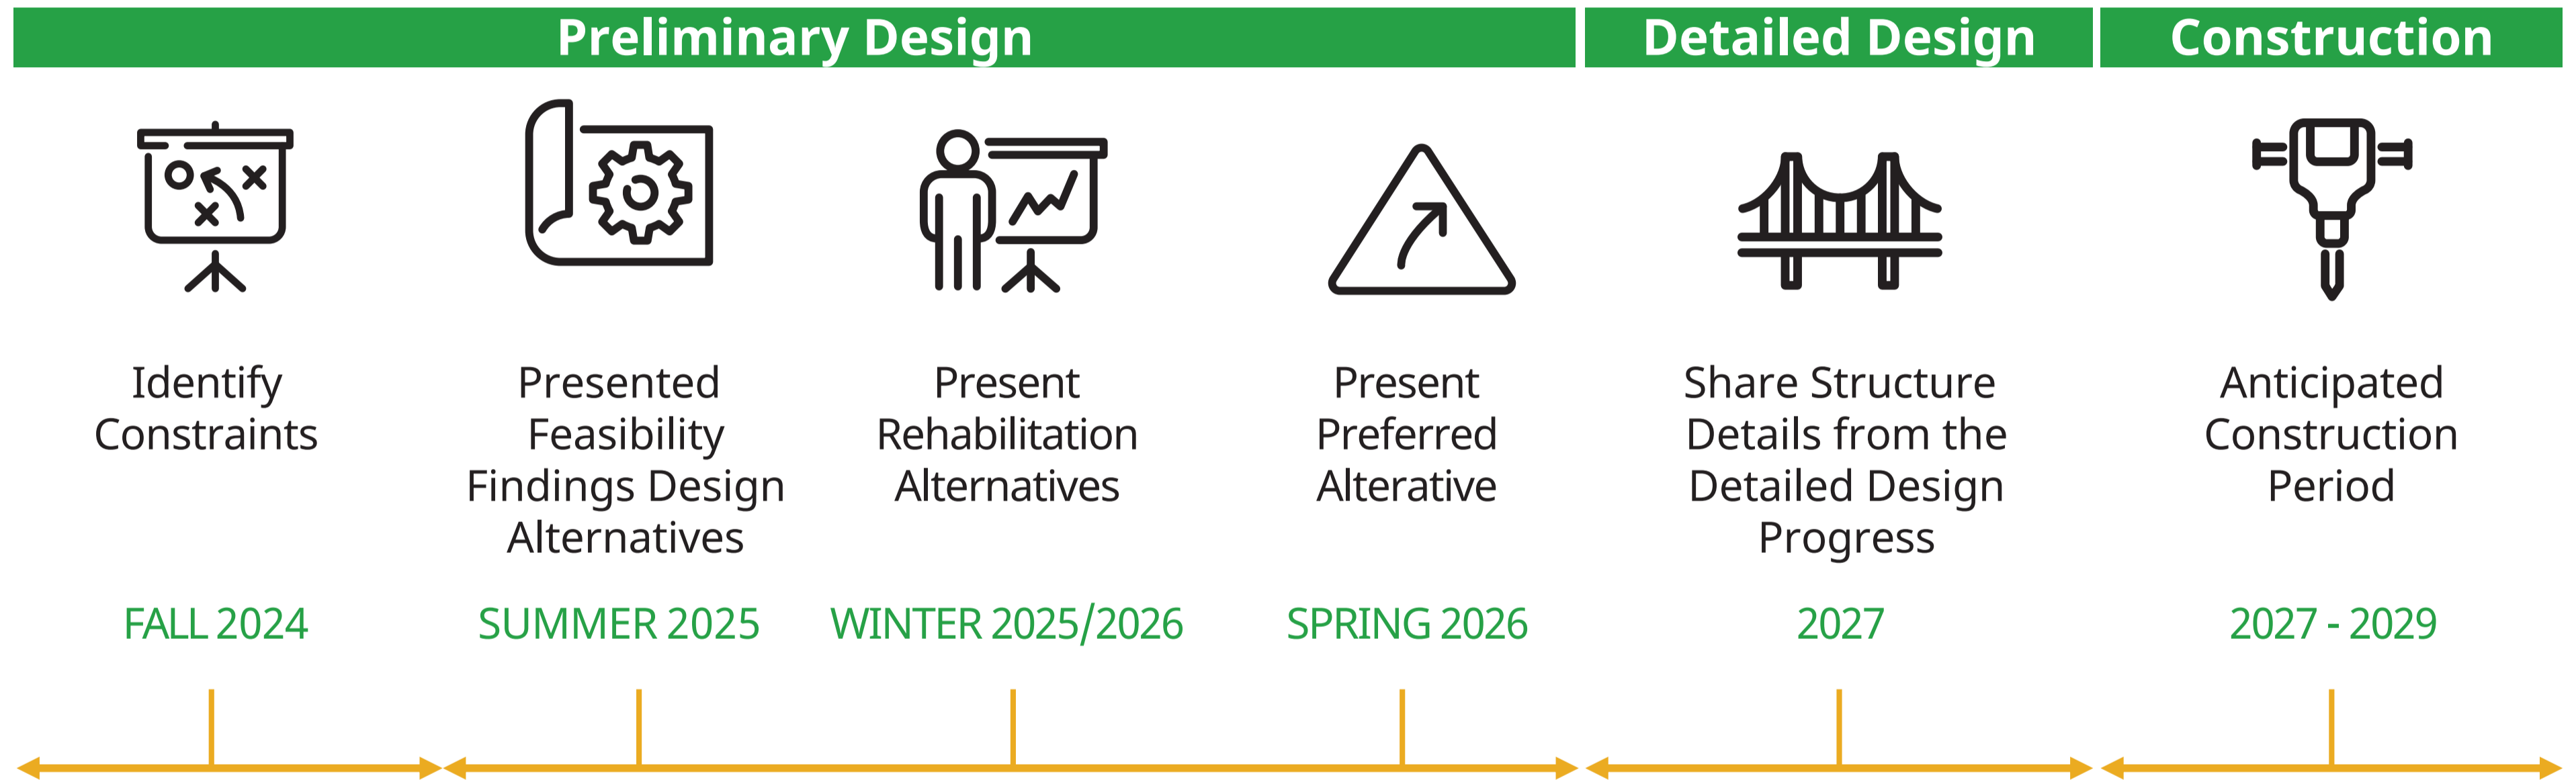 Preliminary Design
Detailed Design
Construction
Identify
Constraints
FALL 2024
Presented
Feasibility
Findings Design
Alternatives
SUMMER 2025
Present
Rehabilitation
Alternatives
WINTER 2025/2026
Present
Preferred
Alterative
SPRING 2026
Share Structure
Details from the
Detailed Design
Progress
2027
Anticipated
Construction
Period
2027 - 2029